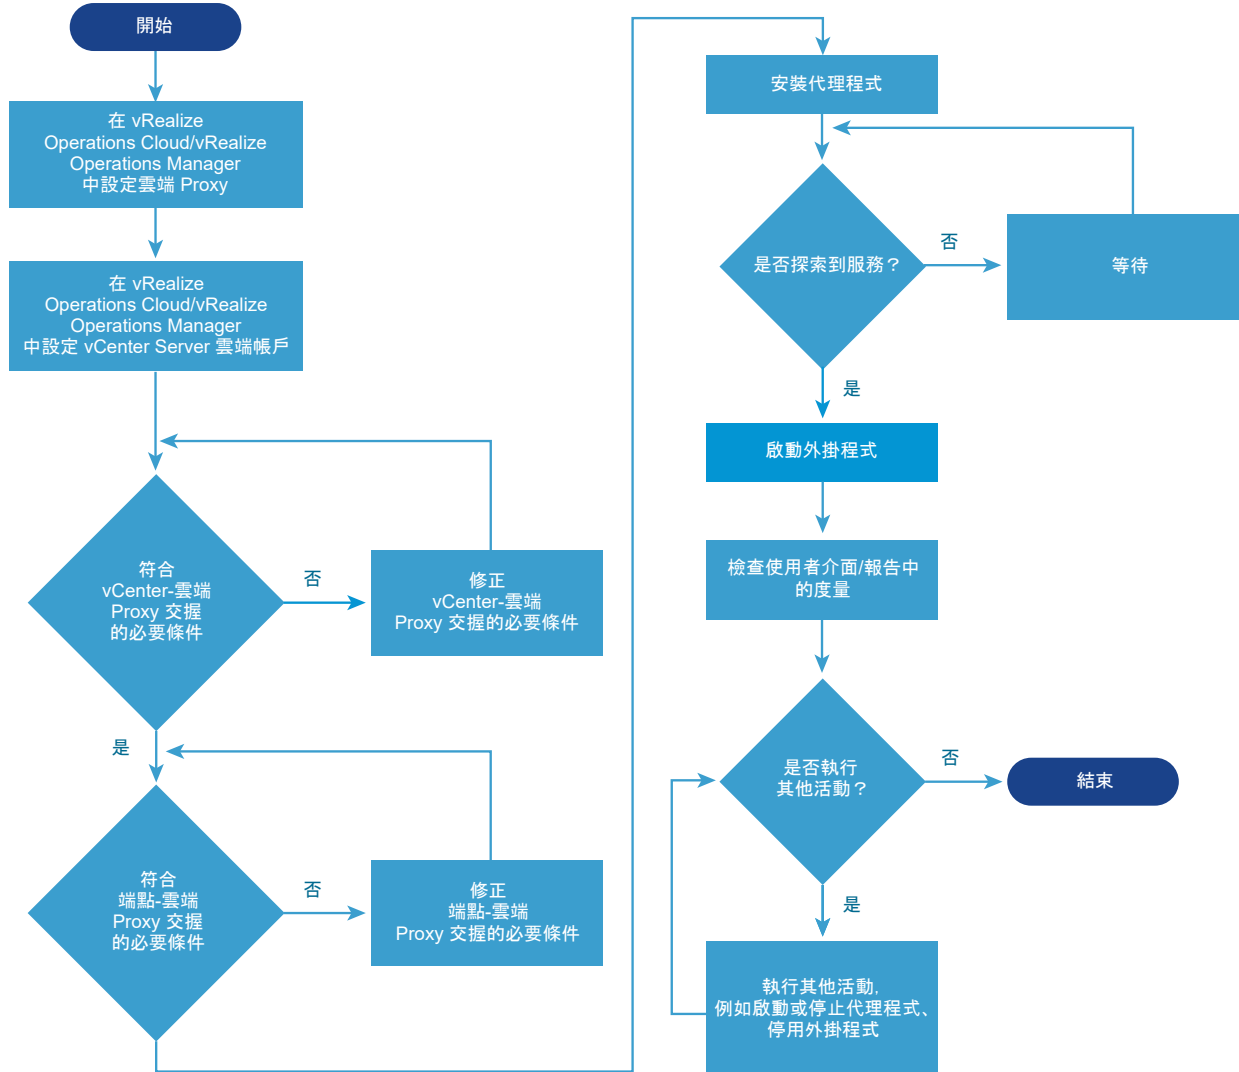 開始
在 vRealize
Operations Cloud/vRealize
Operations Manager
中設定雲端 Proxy
在 vRealize
Operations Cloud/vRealize
Operations Manager
中設定 vCenter Server 雲端帳戶
符合
vCenter-雲端
Proxy 交握
的必要條件
否
修正
vCenter-雲端
Proxy 交握的必要條件
是
符合
端點-雲端
Proxy 交握
的必要條件
否
修正
端點-雲端
Proxy 交握的必要條件
安裝代理程式
是否探索到服務？
否
等待
是
啟動外掛程式
檢查使用者介面/報告中
的度量
是否執行
其他活動？
否
結束
是
執行其他活動,
例如啟動或停止代理程式、
停用外掛程式